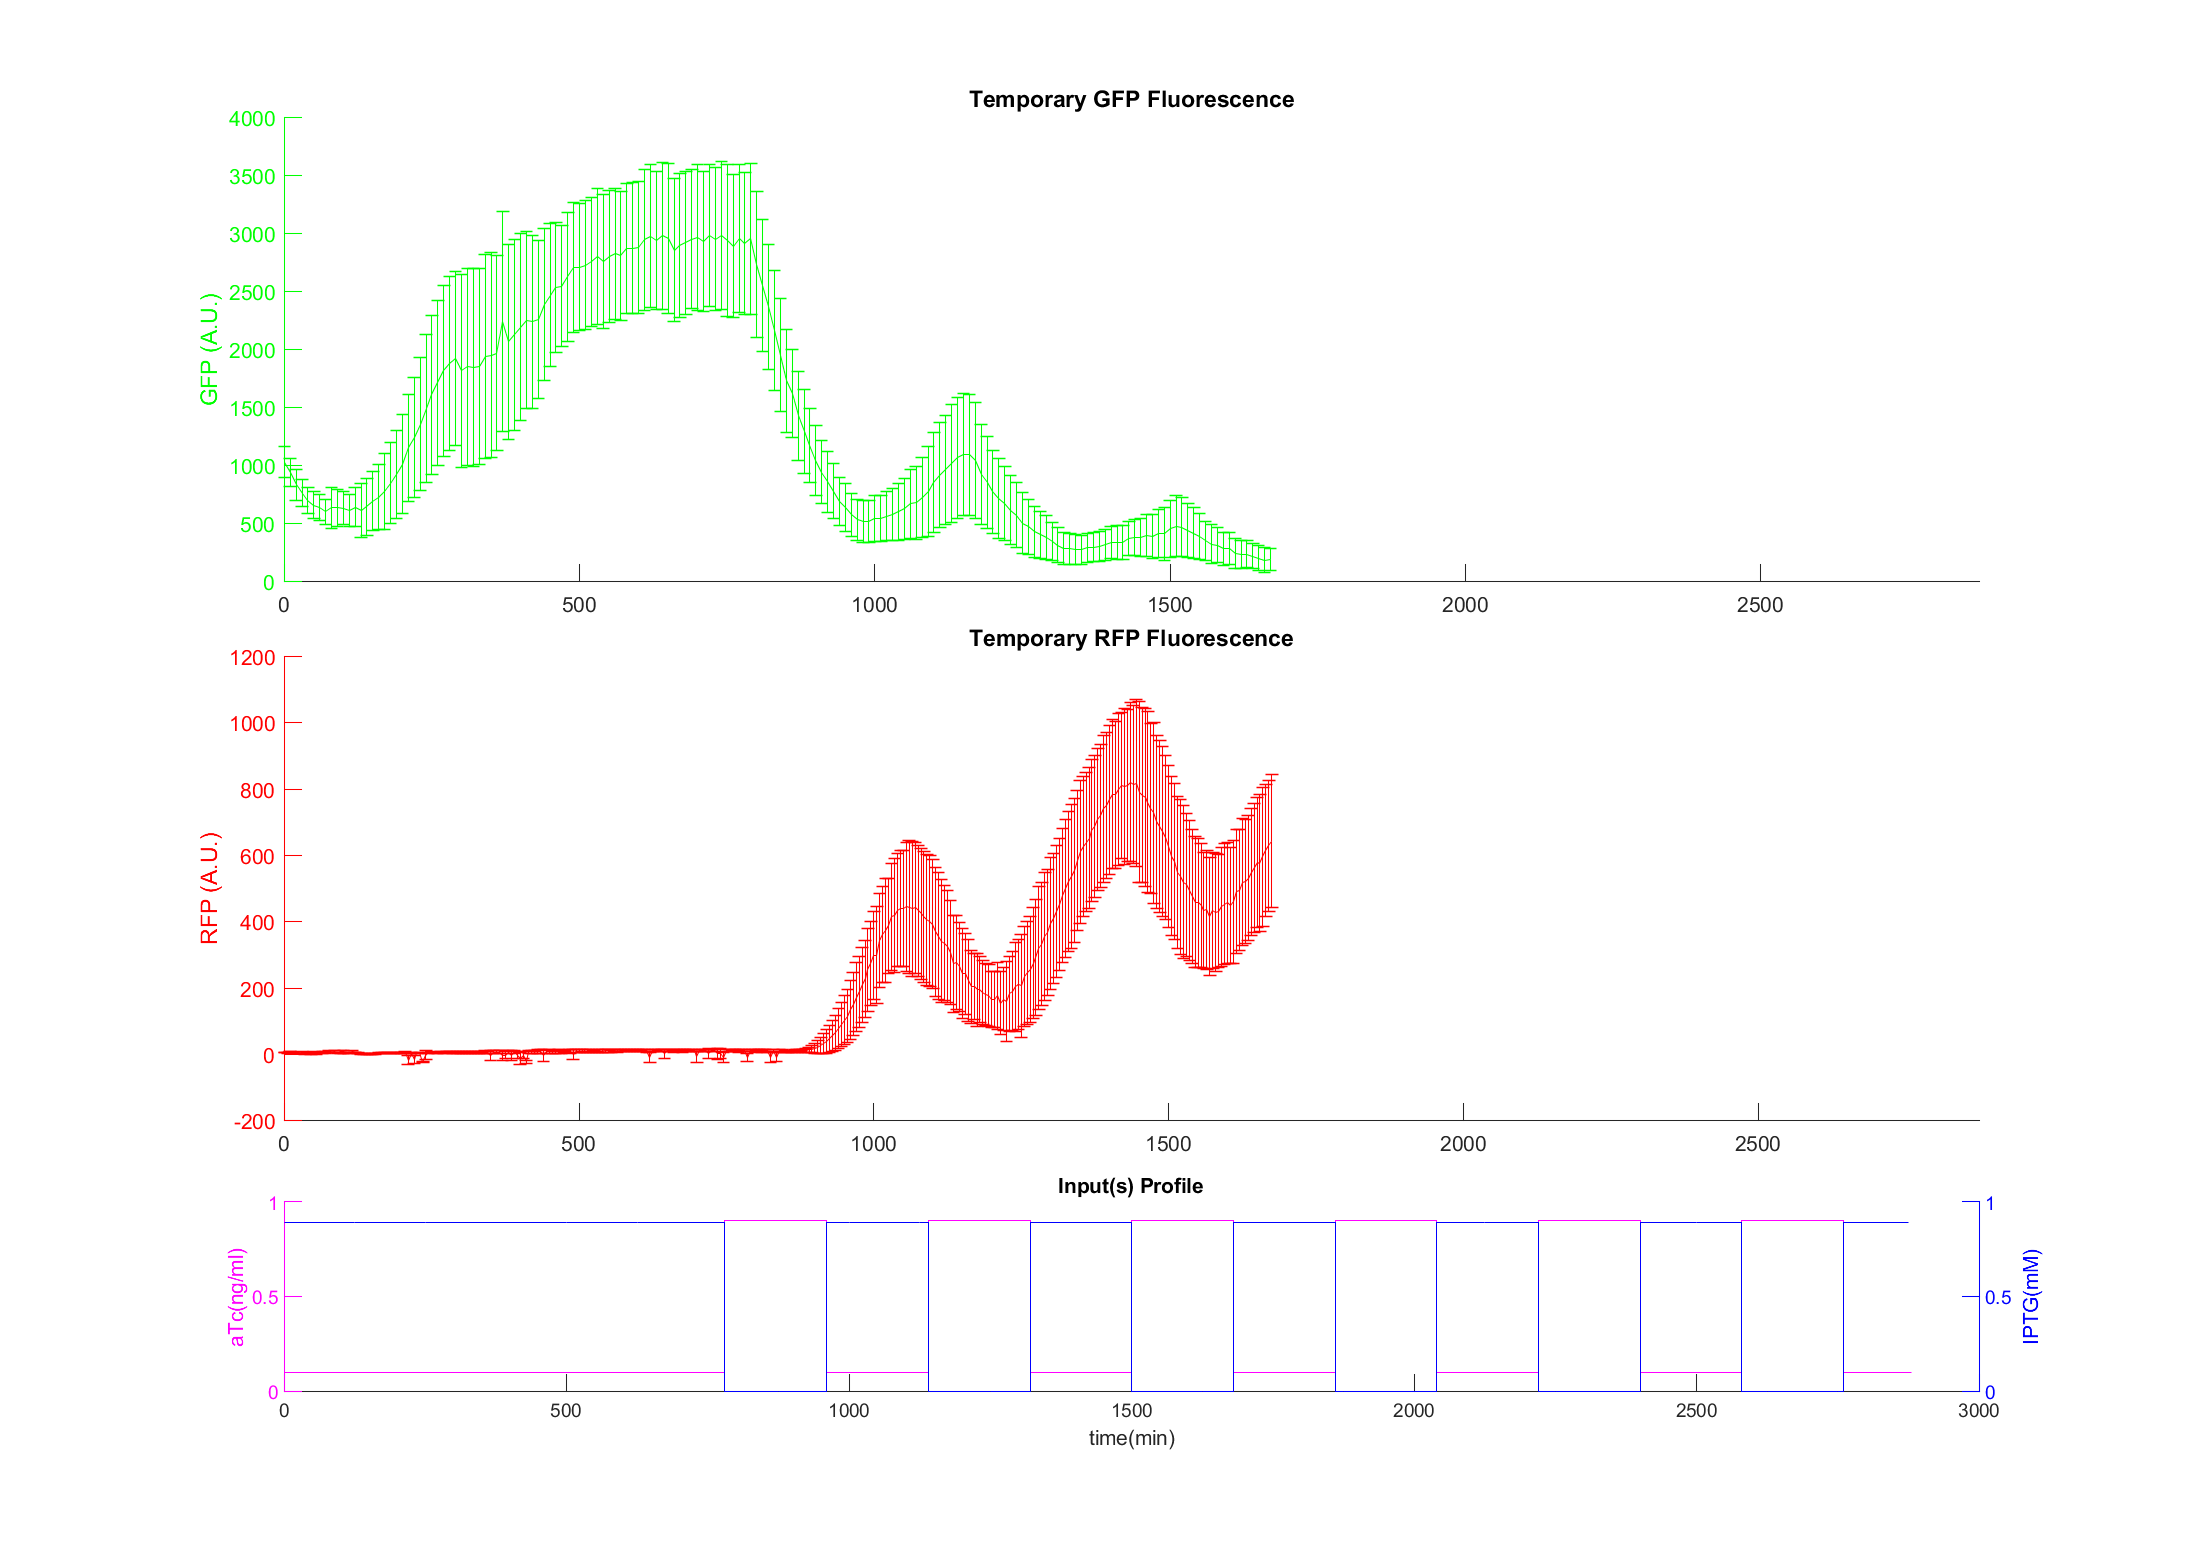 Temporary GFP Fluorescence
4000
3500
3000
2500
2000
1500
1000
500
0
GFP (A.U.)
0 500 1000 1500 2000 2500
Temporary RFP Fluorescence
1200
1000
800
600
400
200
0
-200
RFP (A.U.)
0 500 1000 1500 2000 2500
Input(s) Profile
1
0.5
0
aTc(ng/ml)
1
0.5
0
IPTG(mM)
0 500 1000 1500 2000 2500 3000
time(min)